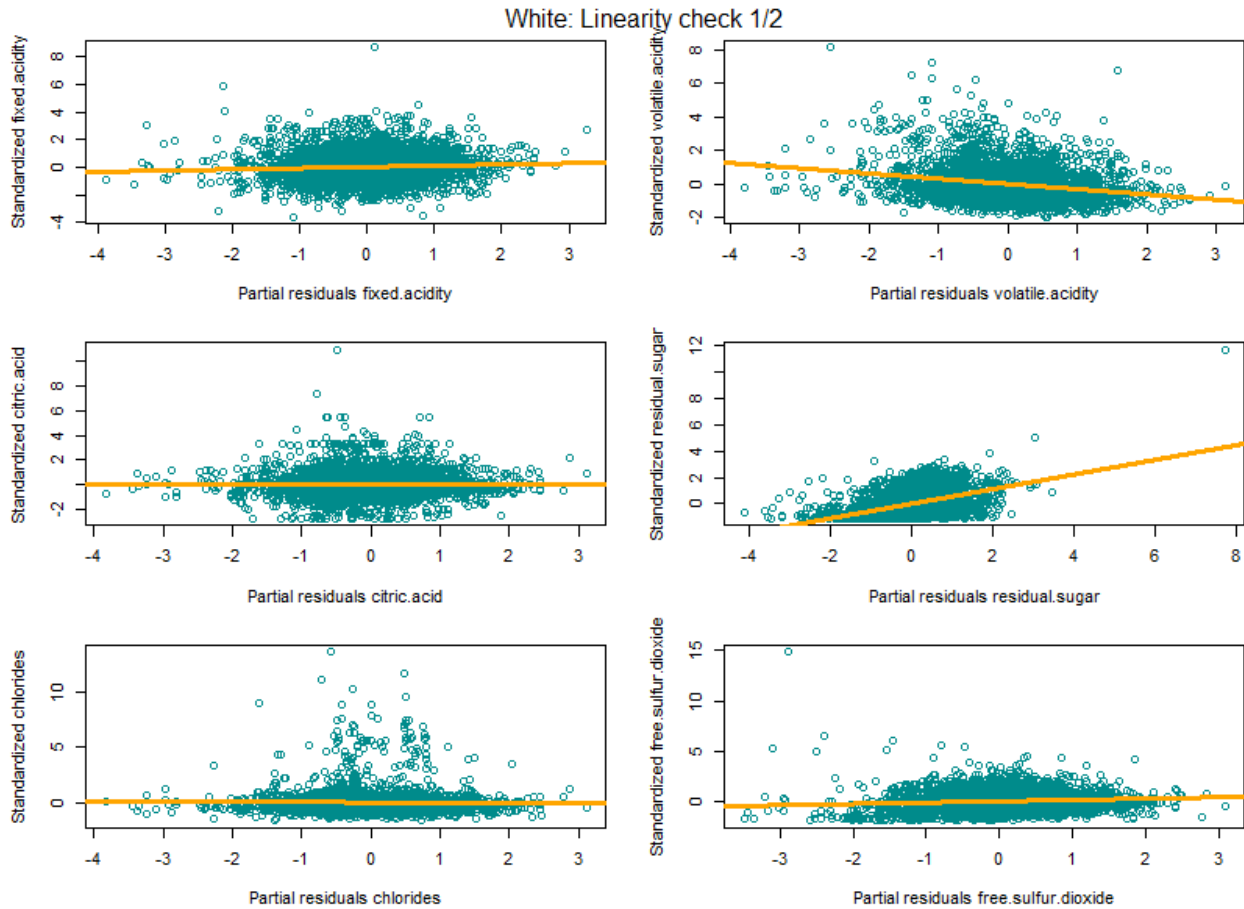 White: Linearity check 1/2
Standardized fixed.acidity
8
6
4
2
0
-4
-4 -3 -2 -1 0 1 2 3
Partial residuals fixed.acidity
Standardized volatile.acidity
8
6
4
2
0
-2
-4 -3 -2 -1 0 1 2 3
Partial residuals volatile.acidity
Standardized citric.acid
8
6
4
2
0
-2
-4 -3 -2 -1 0 1 2 3
Partial residuals citric.acid
Standardized residual.sugar
12
8
6
4
2
0
-4 -2 0 2 4 6 8
Partial residuals residual.sugar
Standardized chlorides
10
5
0
-4 -3 -2 -1 0 1 2 3
Partial residuals chlorides
Standardized free.sulfur.dioxide
15
10
5
0
-3 -2 -1 0 1 2 3
Partial residuals free.sulfur.dioxide